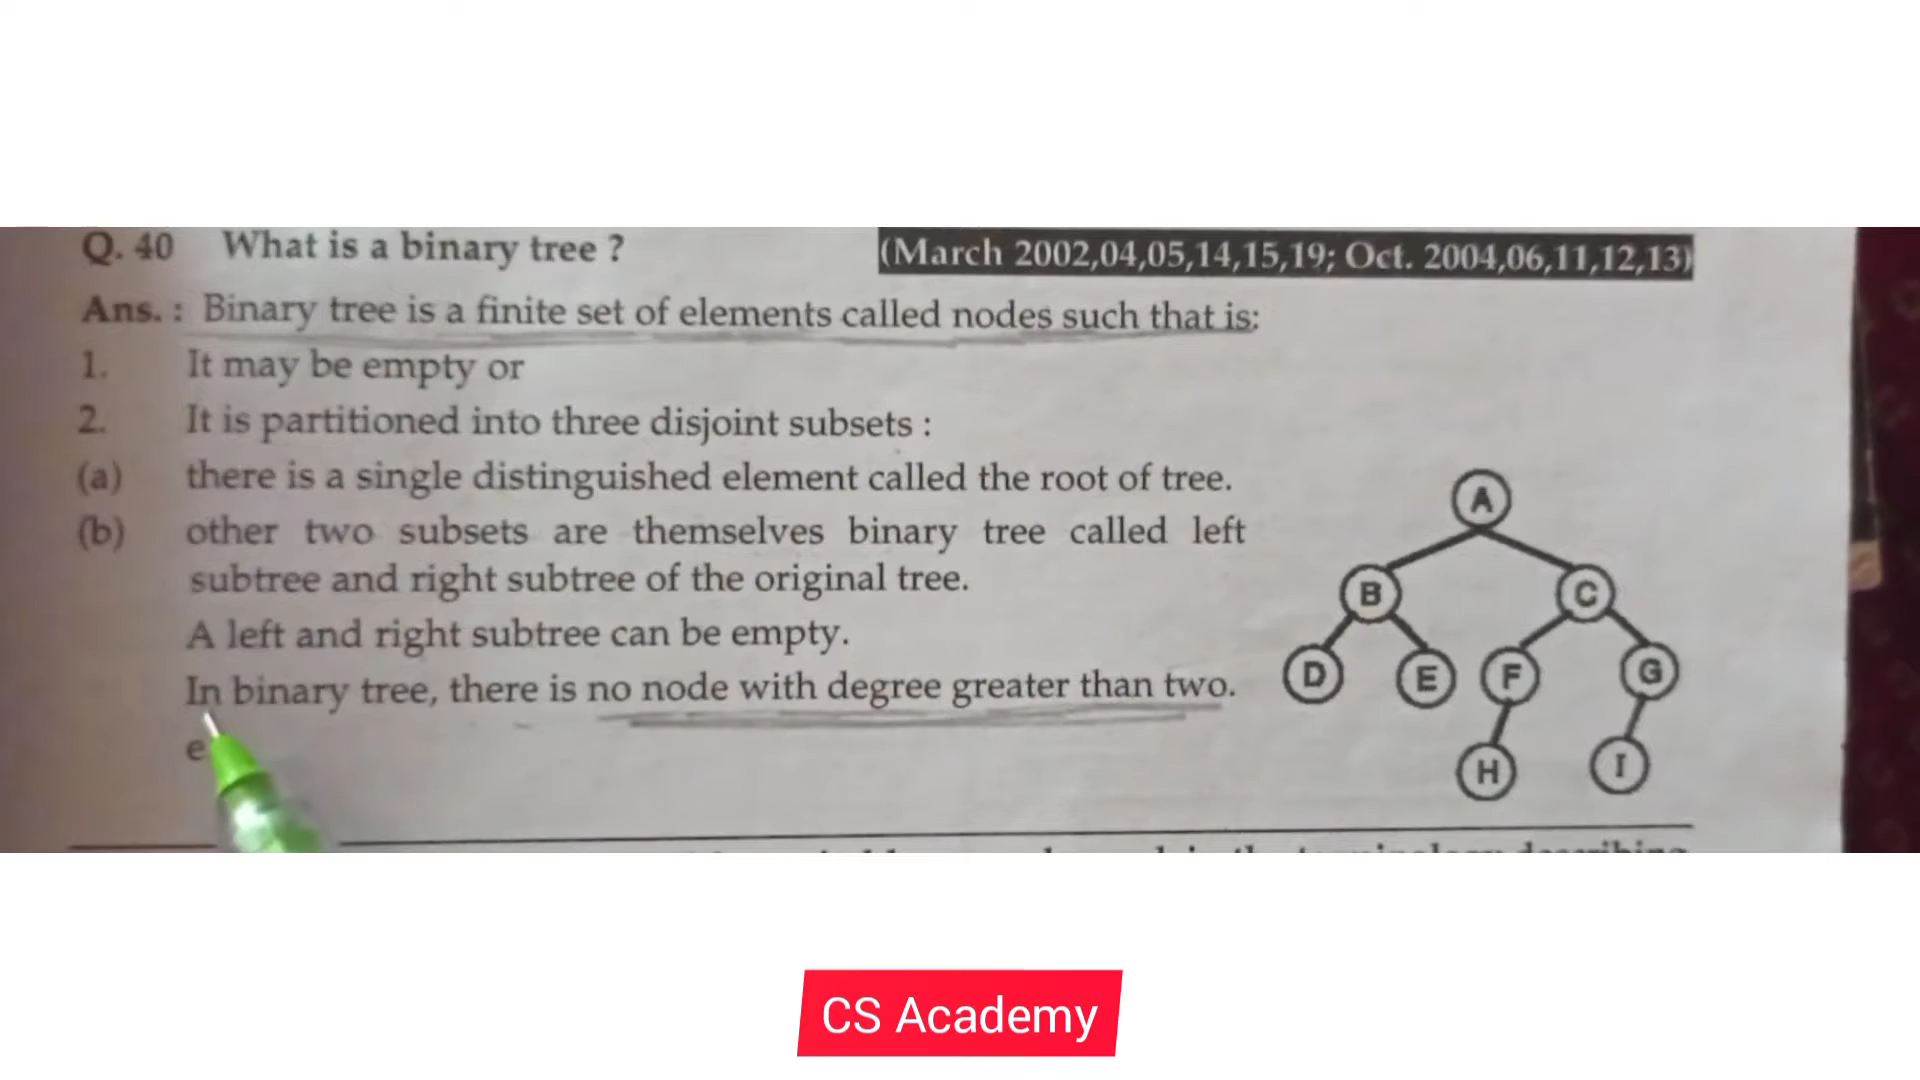 Q. 40 What is a binary tree ? (March 2002,04,05,14,15,19; Oct. 2004,06,11,12,13)
Ans. : Binary tree is a finite set of elements called nodes such that is:
1. It may be empty or
2. It is partitioned into three disjoint subsets :
(a) there is a single distinguished element called the root of tree.
(b) other two subsets are themselves binary tree called left
subtree and right subtree of the original tree.
A left and right subtree can be empty.
In binary tree, there is no node with degree greater than two.
A
B C
D E F G
H I
CS Academy